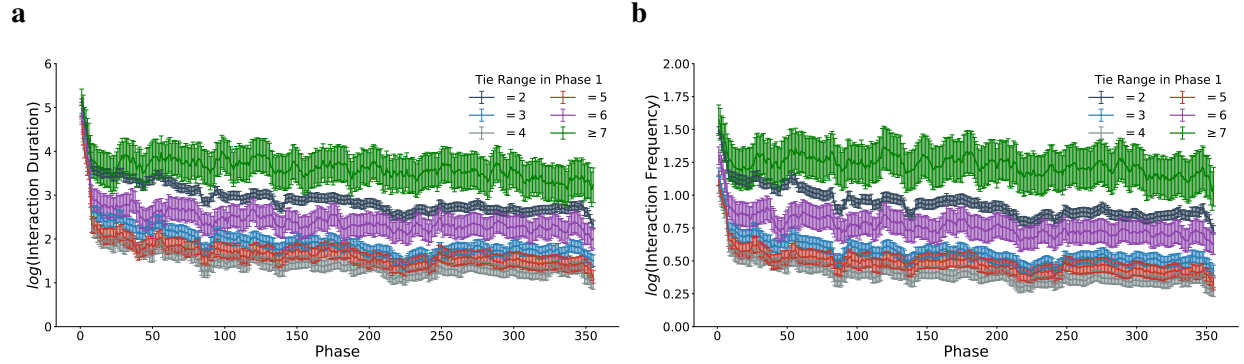 a
b
6
5
4
3
2
1
0
log(Interaction Duration)
0 50 100 150 200 250 300 350
Phase
Tie Range in Phase 1
= 2 = 5
= 3 = 6
= 4 ≥ 7
2.00
1.75
1.50
1.25
1.00
0.75
0.50
0.25
0.00
log(Interaction Frequency)
0 50 100 150 200 250 300 350
Phase
Tie Range in Phase 1
= 2 = 5
= 3 = 6
= 4 ≥ 7